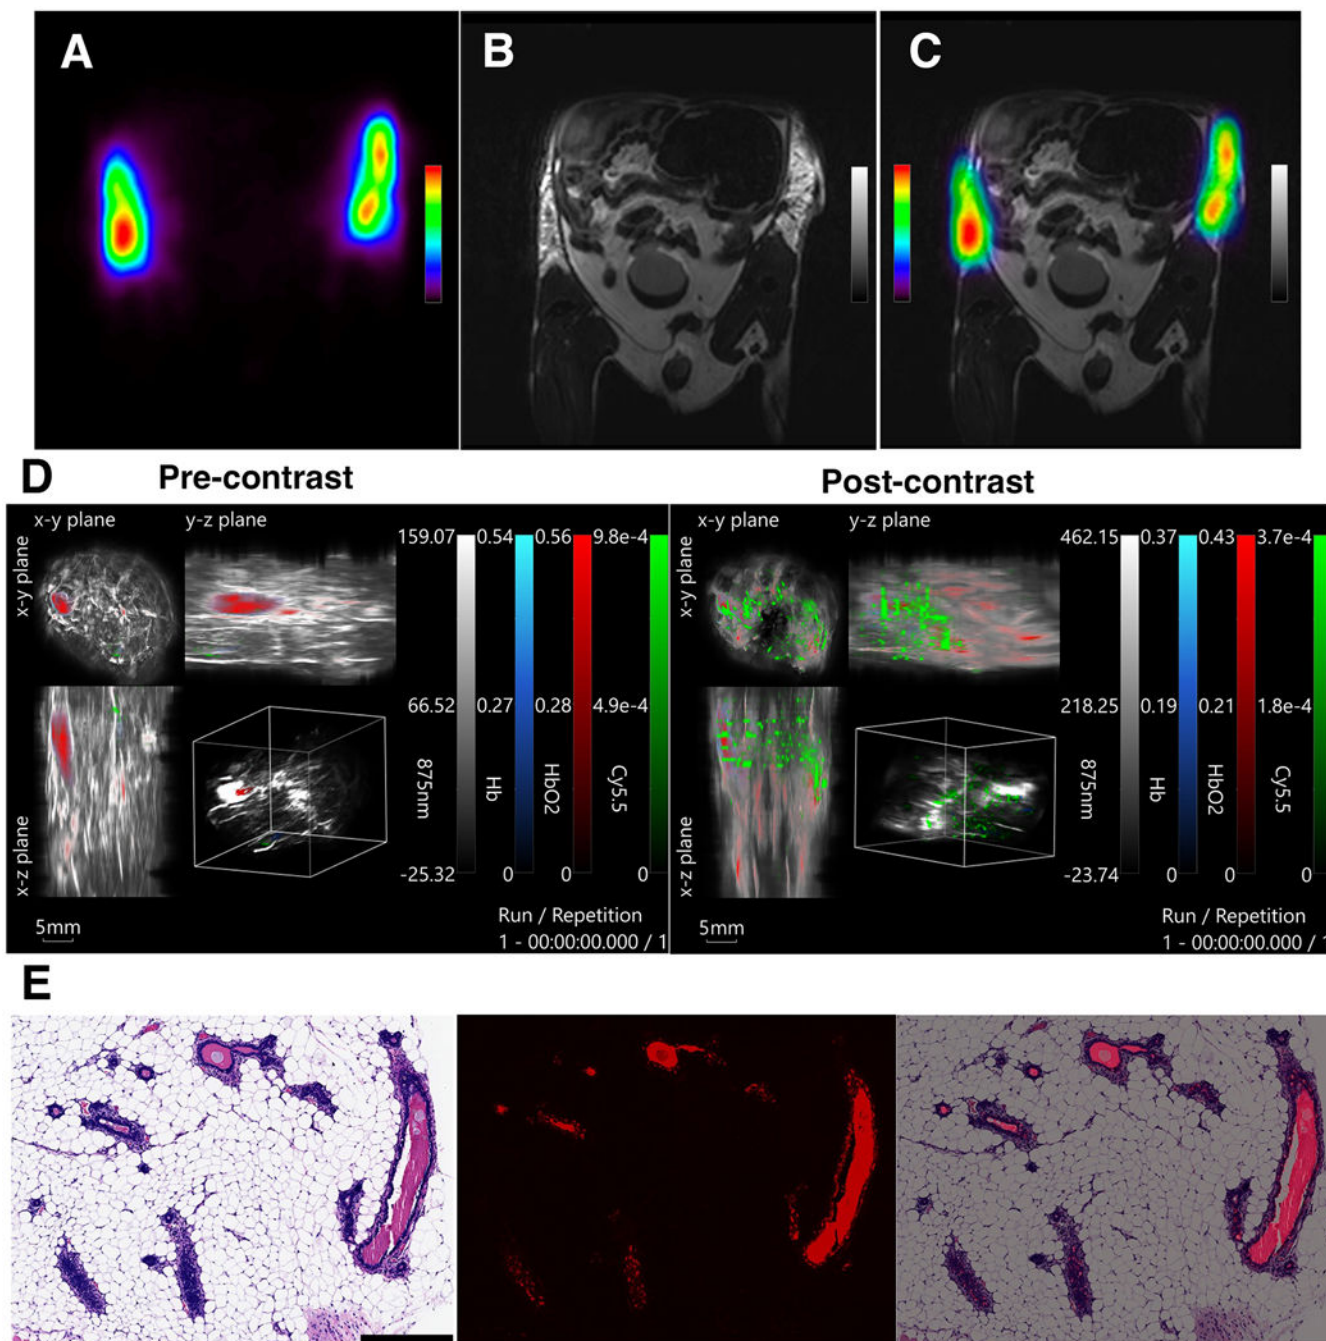 A
B
C
D
Pre-contrast
Post-contrast
x-y plane
y-z plane
x-y plane
x-z plane
159.07
66.52
-25.32
875nm
0.54
0.27
0
Hb
0.56
0.28
0
HbO2
9.8e-4
4.9e-4
0
Cy5.5
5mm
Run / Repetition
1 - 00:00:00.000 / 1
x-y plane
y-z plane
x-y plane
x-z plane
462.15
218.25
-23.74
875nm
0.37
0.19
0
Hb
0.43
0.21
0
HbO2
3.7e-4
1.8e-4
0
Cy5.5
5mm
Run / Repetition
1 - 00:00:00.000 / 1
E